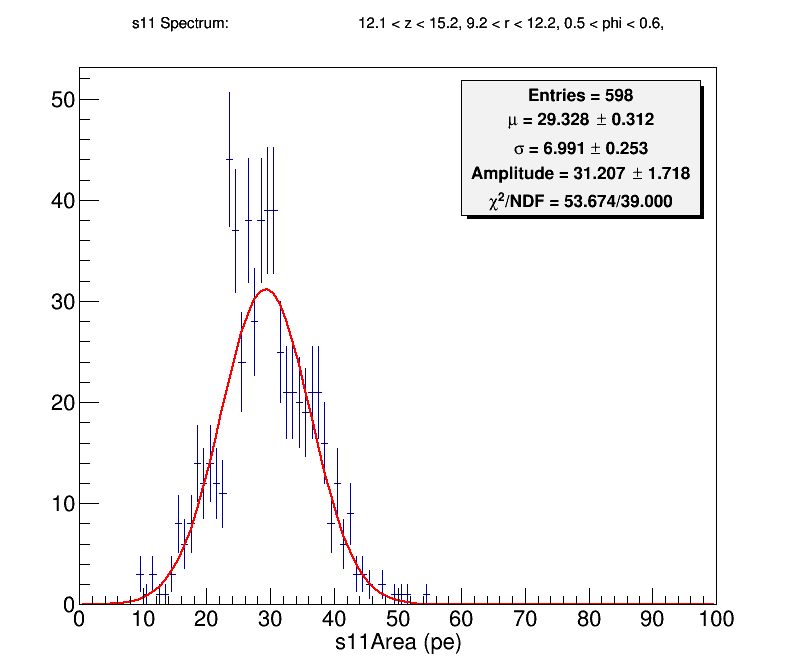 s11 Spectrum: 12.1 < z < 15.2, 9.2 < r < 12.2, 0.5 < phi < 0.6,
Entries = 598
μ = 29.328 ± 0.312
σ = 6.991 ± 0.253
Amplitude = 31.207 ± 1.718
χ²/NDF = 53.674/39.000
50
40
30
20
10
0
0 10 20 30 40 50 60 70 80 90 100
s11Area (pe)